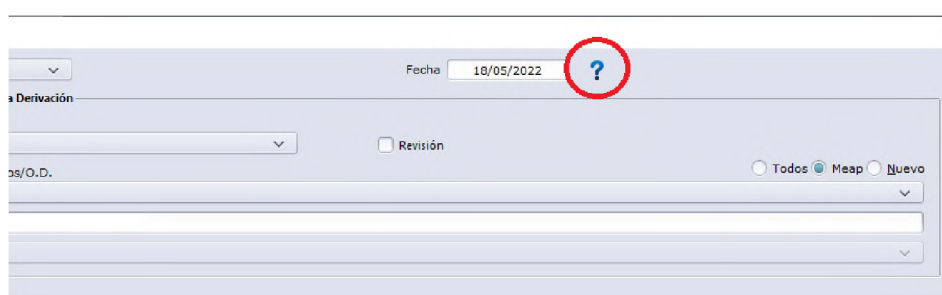 Fecha 18/05/2022 ?
a Derivación
Revisión
os/O.D.
Todos Meap Nuevo